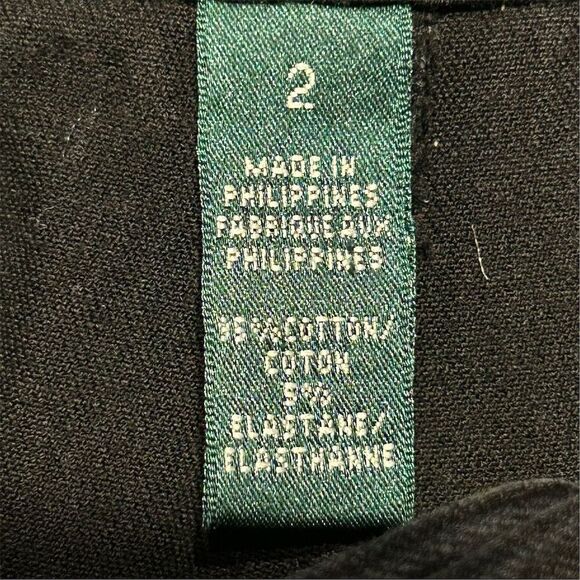 2
MADE IN
PHILIPPINES
FABRIQUE AUX
PHILIPPINES
95% COTTON/
COTON
5%
ELASTANE/
ELASTHANNE